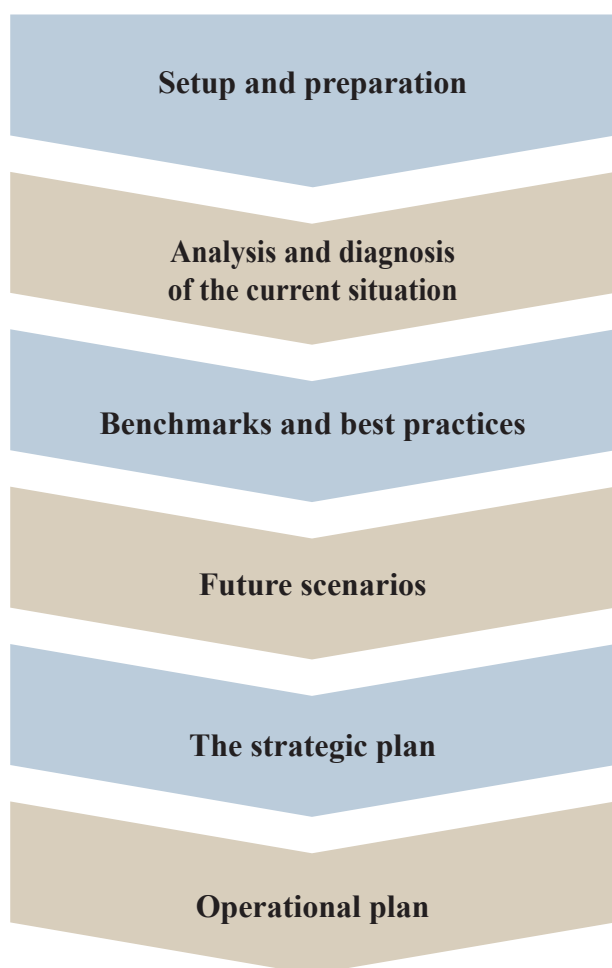 Setup and preparation
Analysis and diagnosis
of the current situation
Benchmarks and best practices
Future scenarios
The strategic plan
Operational plan